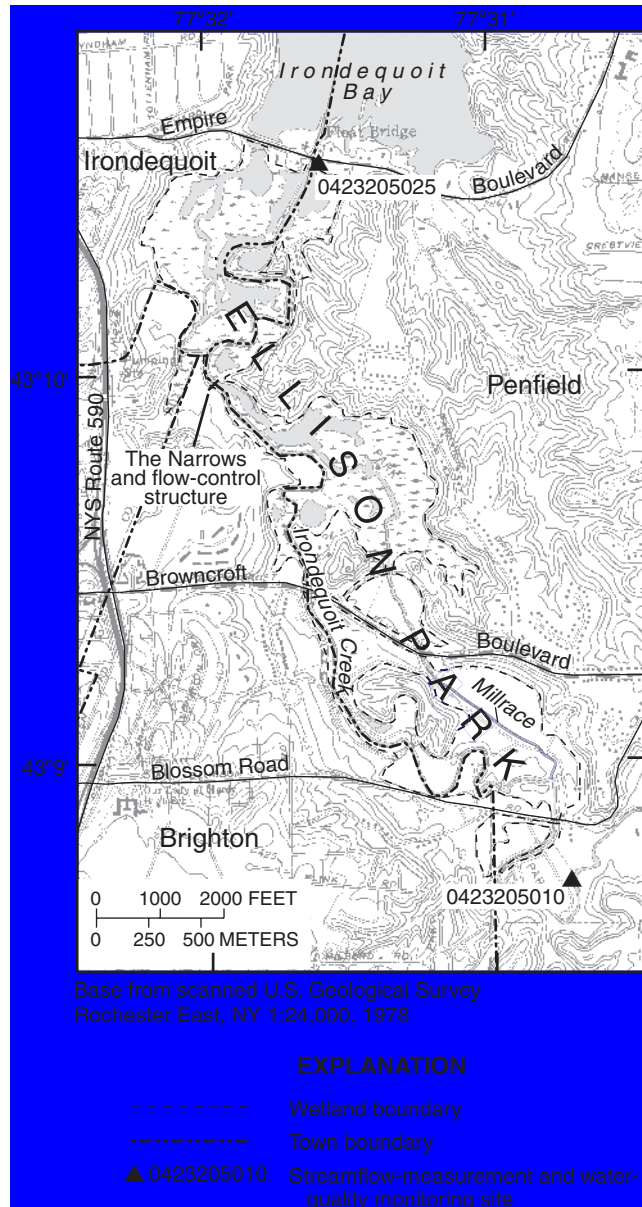 77°32'
77°31'
Irondequoit
Bay
Empire
Float Bridge
Irondequoit
Boulevard
0423205025
ELLISON PARK
43°10'
Penfield
NYS Route 590
The Narrows
and flow-control
structure
Irondequoit Creek
Browncroft
Boulevard
Millrace
43°9'
Blossom Road
Brighton
0423205010
0 1000 2000 FEET
0 250 500 METERS
Base from scanned U.S. Geological Survey
Rochester East, NY 1:24,000, 1978
EXPLANATION
Wetland boundary
Town boundary
0423205010 Streamflow-measurement and water-
quality monitoring site